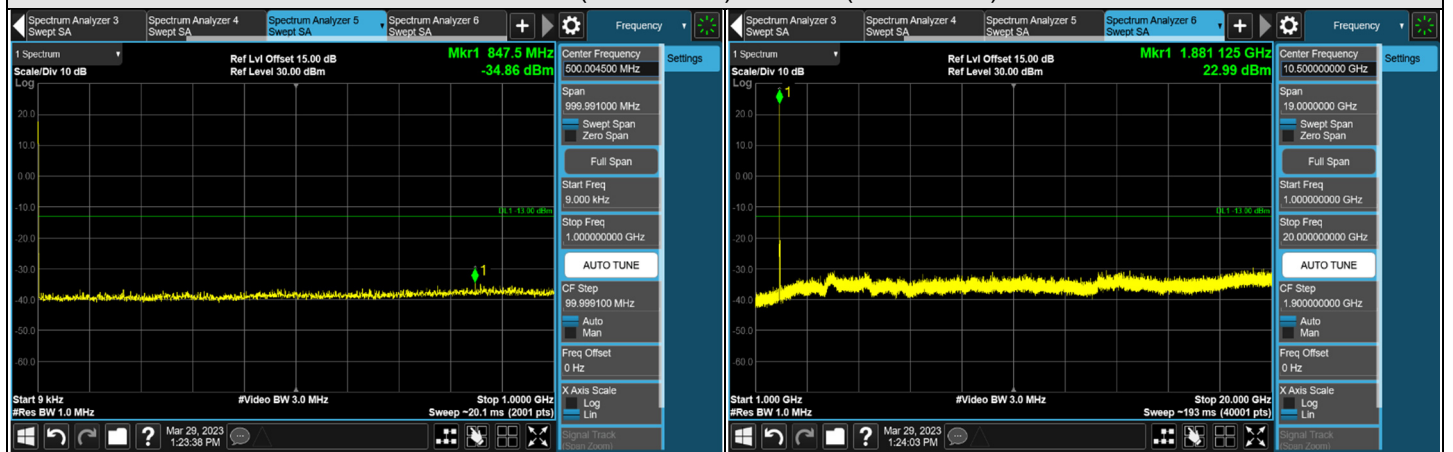 Spectrum Analyzer 3
Swept SA
Spectrum Analyzer 4
Swept SA
Spectrum Analyzer 5
Swept SA
Spectrum Analyzer 6
Swept SA
Frequency
1 Spectrum
Scale/Div 10 dB
Log
Ref Lvl Offset 15.00 dB
Ref Level 30.00 dBm
Mkr1 847.5 MHz
-34.86 dBm
20.0
10.0
0.00
-10.0
-20.0
-30.0
-40.0
-50.0
-60.0
DL1 -13.00 dBm
1
Start 9 kHz
#Res BW 1.0 MHz
#Video BW 3.0 MHz
Stop 1.0000 GHz
Sweep ~20.1 ms (2001 pts)
Center Frequency
500.004500 MHz
Settings
Span
999.991000 MHz
Swept Span
Zero Span
Full Span
Start Freq
9.000 kHz
Stop Freq
1.000000000 GHz
AUTO TUNE
CF Step
99.999100 MHz
Auto
Man
Freq Offset
0 Hz
X Axis Scale
Log
Lin
Signal Track
(Span Zoom)
?
Mar 29, 2023
1:23:38 PM
Spectrum Analyzer 3
Swept SA
Spectrum Analyzer 4
Swept SA
Spectrum Analyzer 5
Swept SA
Spectrum Analyzer 6
Swept SA
Frequency
1 Spectrum
Scale/Div 10 dB
Log
Ref Lvl Offset 15.00 dB
Ref Level 30.00 dBm
Mkr1 1.881 125 GHz
22.99 dBm
20.0
10.0
0.00
-10.0
-20.0
-30.0
-40.0
-50.0
-60.0
DL1 -13.00 dBm
1
Start 1.000 GHz
#Res BW 1.0 MHz
#Video BW 3.0 MHz
Stop 20.000 GHz
Sweep ~193 ms (40001 pts)
Center Frequency
10.500000000 GHz
Settings
Span
19.0000000 GHz
Swept Span
Zero Span
Full Span
Start Freq
1.000000000 GHz
Stop Freq
20.000000000 GHz
AUTO TUNE
CF Step
1.900000000 GHz
Auto
Man
Freq Offset
0 Hz
X Axis Scale
Log
Lin
Signal Track
(Span Zoom)
?
Mar 29, 2023
1:24:03 PM